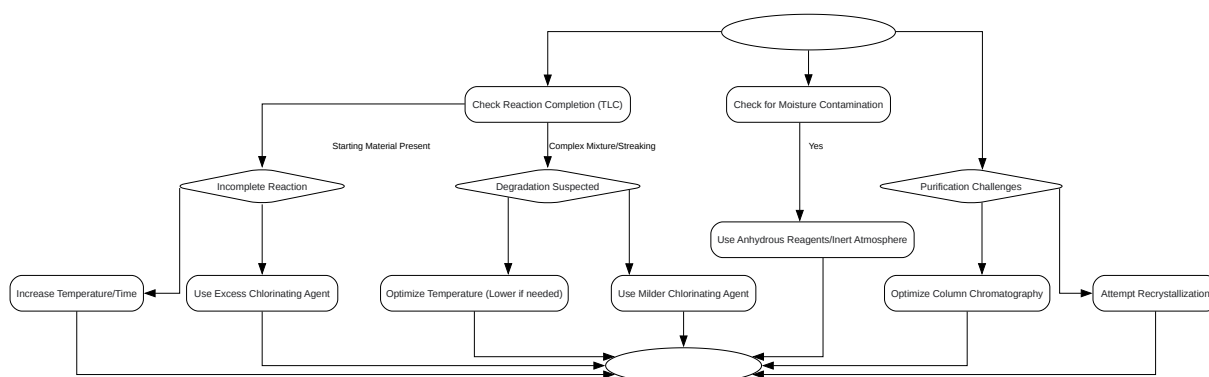 Check Reaction Completion (TLC)
Check for Moisture Contamination
Starting Material Present
Complex Mixture/Streaking
Yes
Incomplete Reaction
Degradation Suspected
Purification Challenges
Use Anhydrous Reagents/Inert Atmosphere
Increase Temperature/Time
Use Excess Chlorinating Agent
Optimize Temperature (Lower if needed)
Use Milder Chlorinating Agent
Optimize Column Chromatography
Attempt Recrystallization